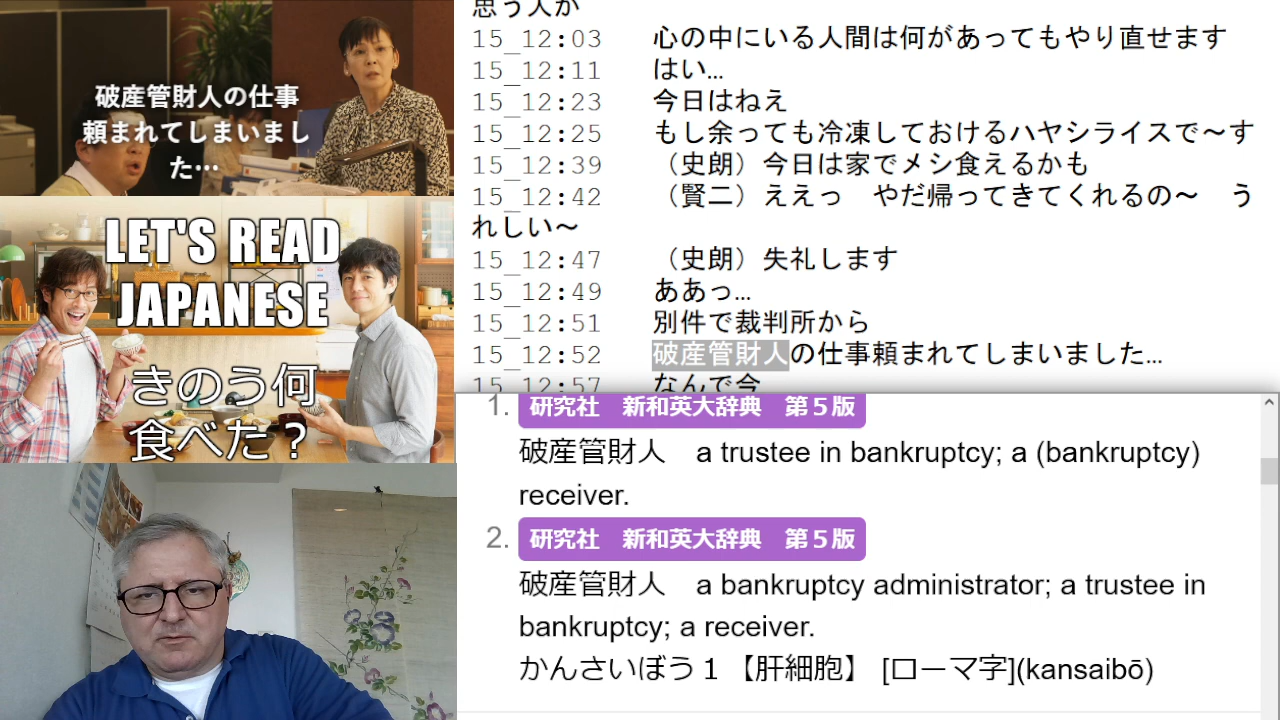 破産管財人の仕事
頼まれてしまいまし
た…
LET'S READ
JAPANESE
きのう何
食べた？
思う人が
15_12:03 心の中にいる人間は何があってもやり直せます
15_12:11 はい…
15_12:23 今日はねえ
15_12:25 もし余っても冷凍しておけるハヤシライスで～す
15_12:39 （史朗）今日は家でメシ食えるかも
15_12:42 （賢二）ええっ　やだ帰ってきてくれるの～　う
れしい～
15_12:47 （史朗）失礼します
15_12:49 ああっ…
15_12:51 別件で裁判所から
15_12:52 破産管財人の仕事頼まれてしまいました…
15_12:57 なんで今
1. 研究社　新和英大辞典　第５版
破産管財人　a trustee in bankruptcy; a (bankruptcy)
receiver.
2. 研究社　新和英大辞典　第５版
破産管財人　a bankruptcy administrator; a trustee in
bankruptcy; a receiver.
かんさいぼう１【肝細胞】 [ローマ字](kansaibō)